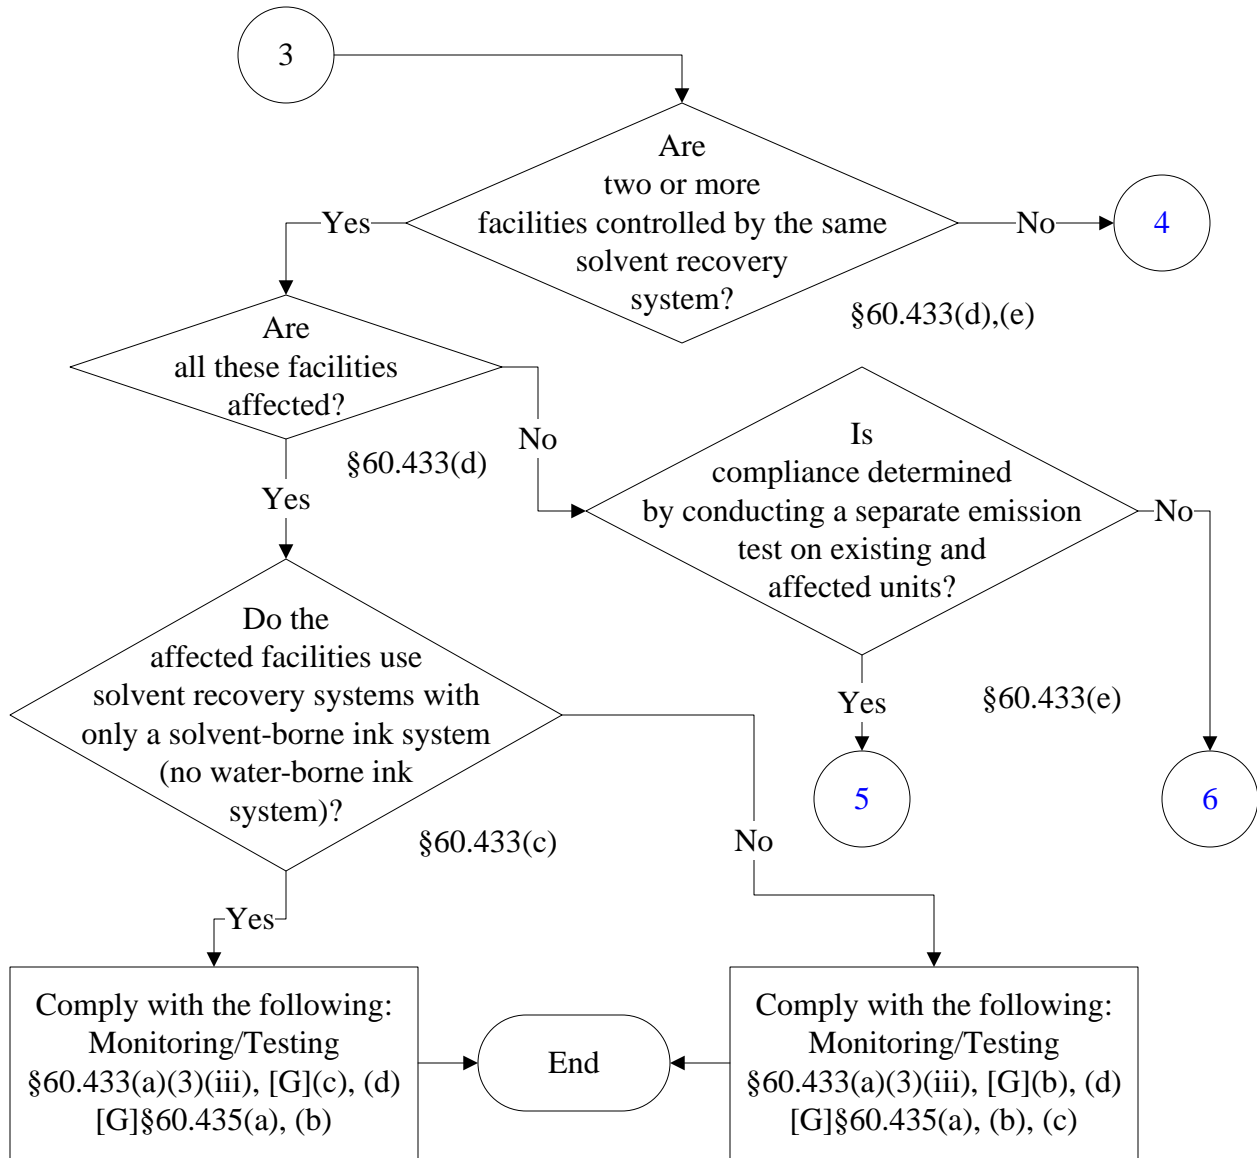 3
Are
two or more
facilities controlled by the same
solvent recovery
system?
Yes
No
4
§60.433(d),(e)
Are
all these facilities
affected?
§60.433(d)
No
Yes
Is
compliance determined
by conducting a separate emission
test on existing and
affected units?
No
Yes
§60.433(e)
5
6
Do the
affected facilities use
solvent recovery systems with
only a solvent-borne ink system
(no water-borne ink
system)?
§60.433(c)
No
Yes
Comply with the following:
Monitoring/Testing
§60.433(a)(3)(iii), [G](c), (d)
[G]§60.435(a), (b)
End
Comply with the following:
Monitoring/Testing
§60.433(a)(3)(iii), [G](b), (d)
[G]§60.435(a), (b), (c)